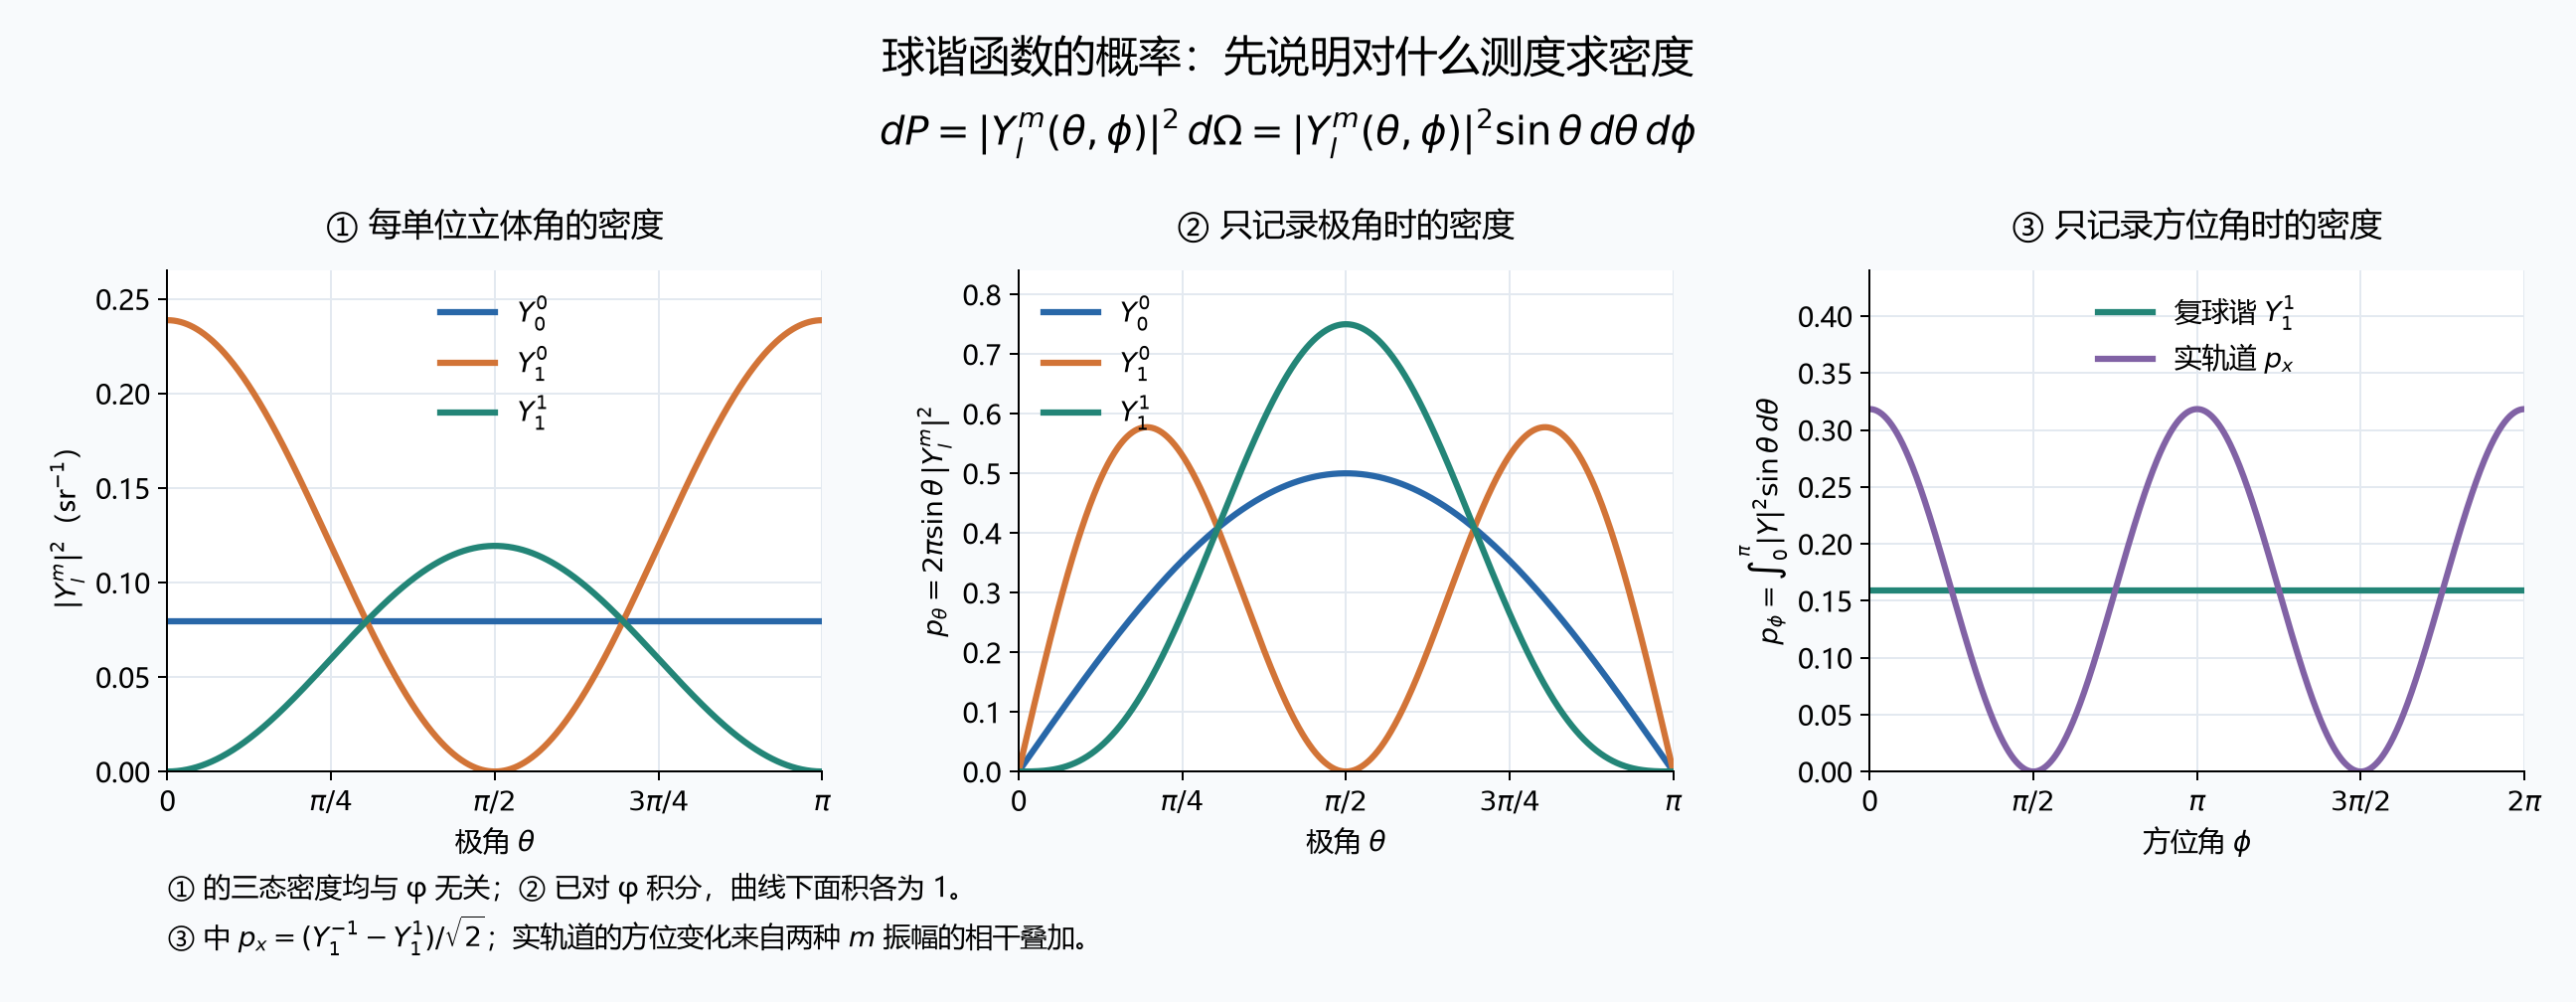 球谐函数的概率：先说明对什么测度求密度
dP = |Y_l^m(θ, ϕ)|² dΩ = |Y_l^m(θ, ϕ)|² sin θ dθ dϕ
① 每单位立体角的密度
|Y_l^m|² (sr⁻¹)
0.25
0.20
0.15
0.10
0.05
0.00
Y_0^0
Y_1^0
Y_1^1
0 π/4 π/2 3π/4 π
极角 θ
② 只记录极角时的密度
p_θ = 2π sin θ |Y_l^m|²
0.8
0.7
0.6
0.5
0.4
0.3
0.2
0.1
0.0
Y_0^0
Y_1^0
Y_1^1
0 π/4 π/2 3π/4 π
极角 θ
③ 只记录方位角时的密度
p_ϕ = ∫_0^π |Y|² sin θ dθ
0.40
0.35
0.30
0.25
0.20
0.15
0.10
0.05
0.00
复球谐 Y_1^1
实轨道 p_x
0 π/2 π 3π/2 2π
方位角 ϕ
① 的三态密度均与 φ 无关；② 已对 φ 积分，曲线下面积各为 1。
③ 中 p_x = (Y_1^{-1} − Y_1^1)/√2；实轨道的方位变化来自两种 m 振幅的相干叠加。